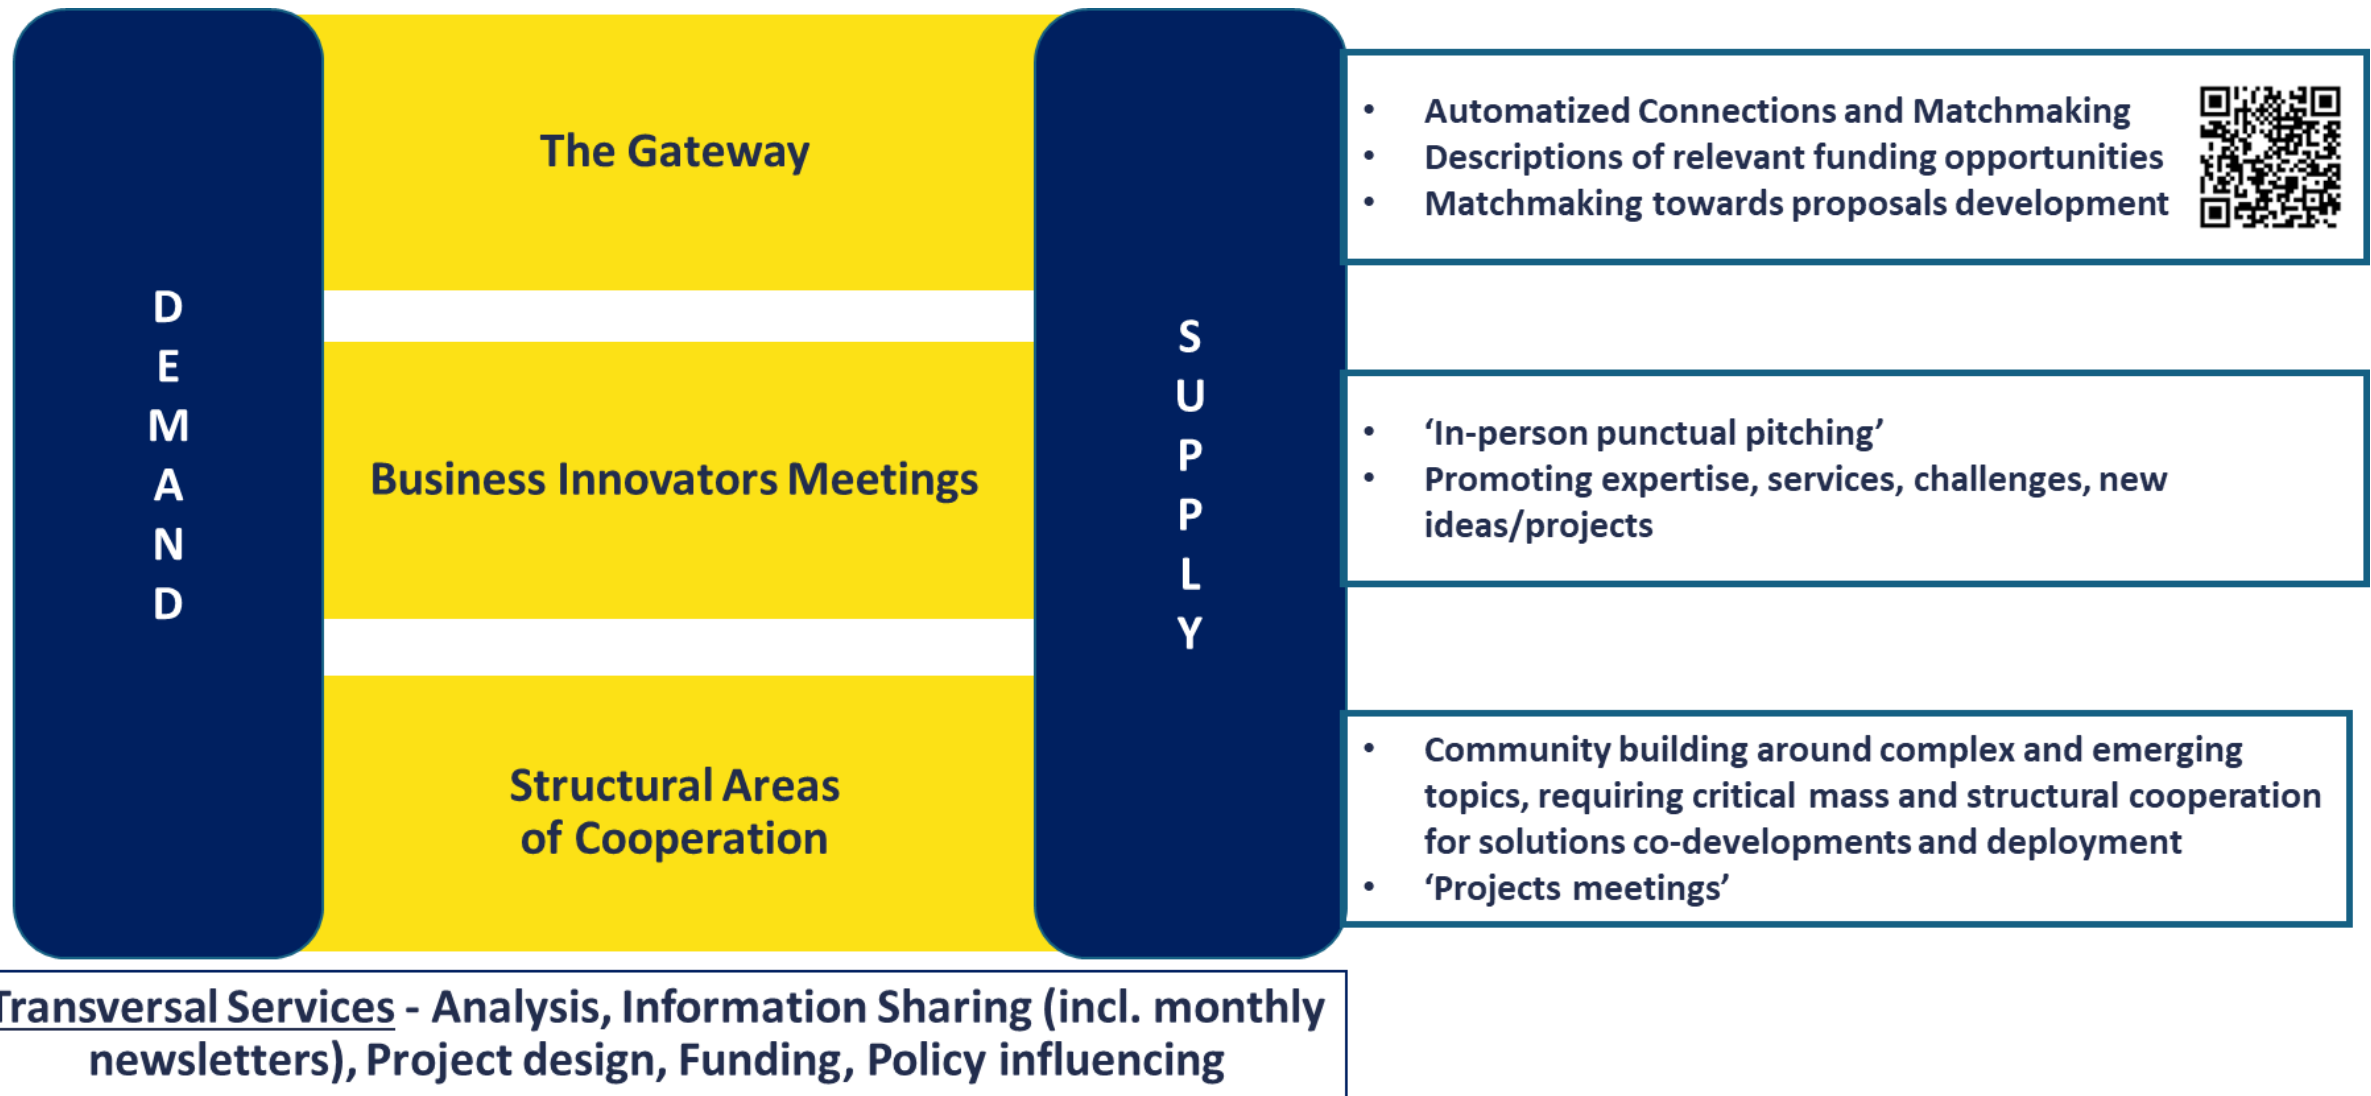 DEMAND
The Gateway
Business Innovators Meetings
Structural Areas
of Cooperation
SUPPLY
• Automatized Connections and Matchmaking
• Descriptions of relevant funding opportunities
• Matchmaking towards proposals development
• ‘In-person punctual pitching’
• Promoting expertise, services, challenges, new
ideas/projects
• Community building around complex and emerging
topics, requiring critical mass and structural cooperation
for solutions co-developments and deployment
• ‘Projects meetings’
Transversal Services - Analysis, Information Sharing (incl. monthly
newsletters), Project design, Funding, Policy influencing